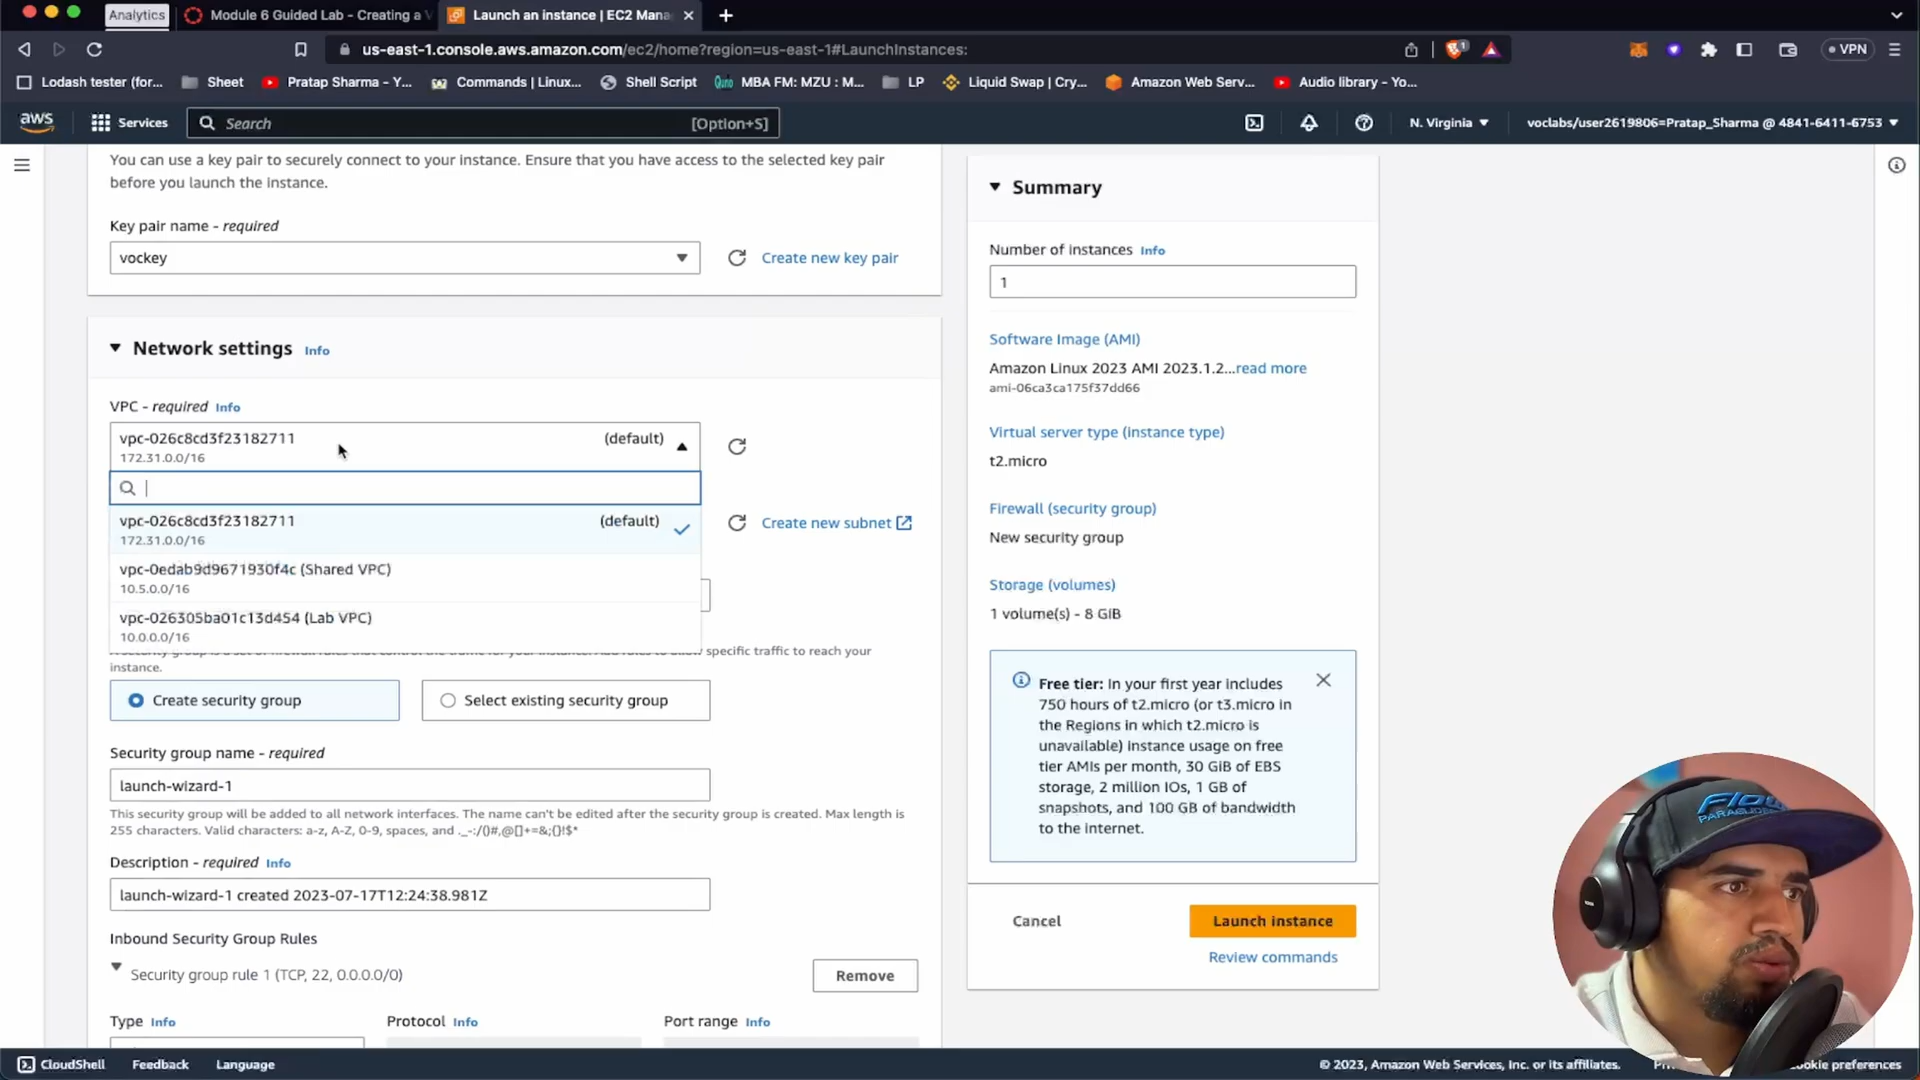 Analytics
Module 6 Guided Lab - Creating a V
Launch an instance | EC2 Mana
us-east-1.console.aws.amazon.com/ec2/home?region=us-east-1#LaunchInstances:
1
VPN
Lodash tester (for...
Sheet
Pratap Sharma - Y...
Commands | Linux...
Shell Script
MBA FM: MZU : M...
LP
Liquid Swap | Cry...
Amazon Web Serv...
Audio library - Yo...
aws
Services
Search
[Option+S]
N. Virginia
voclabs/user2619806=Pratap_Sharma @ 4841-6411-6753
You can use a key pair to securely connect to your instance. Ensure that you have access to the selected key pair
before you launch the instance.
Key pair name - required
vockey
Create new key pair
Network settings Info
VPC - required Info
vpc-026c8cd3f23182711 (default)
172.31.0.0/16
vpc-026c8cd3f23182711 (default)
172.31.0.0/16
Create new subnet
vpc-0edab9d9671930f4c (Shared VPC)
10.5.0.0/16
vpc-026305ba01c13d454 (Lab VPC)
10.0.0.0/16
specific traffic to reach your
instance.
Create security group
Select existing security group
Security group name - required
launch-wizard-1
This security group will be added to all network interfaces. The name can't be edited after the security group is created. Max length is
255 characters. Valid characters: a-z, A-Z, 0-9, spaces, and ._-:/()#,@[]+=&;{}!$*
Description - required Info
launch-wizard-1 created 2023-07-17T12:24:38.981Z
Inbound Security Group Rules
Security group rule 1 (TCP, 22, 0.0.0.0/0)
Remove
Type Info
Protocol Info
Port range Info
Summary
Number of instances Info
1
Software Image (AMI)
Amazon Linux 2023 AMI 2023.1.2...read more
ami-06ca3ca175f37dd66
Virtual server type (instance type)
t2.micro
Firewall (security group)
New security group
Storage (volumes)
1 volume(s) - 8 GiB
Free tier: In your first year includes
750 hours of t2.micro (or t3.micro in
the Regions in which t2.micro is
unavailable) instance usage on free
tier AMIs per month, 30 GiB of EBS
storage, 2 million IOs, 1 GB of
snapshots, and 100 GB of bandwidth
to the internet.
Cancel
Launch instance
Review commands
CloudShell
Feedback
Language
© 2023, Amazon Web Services, Inc. or its affiliates.
ookie preferences